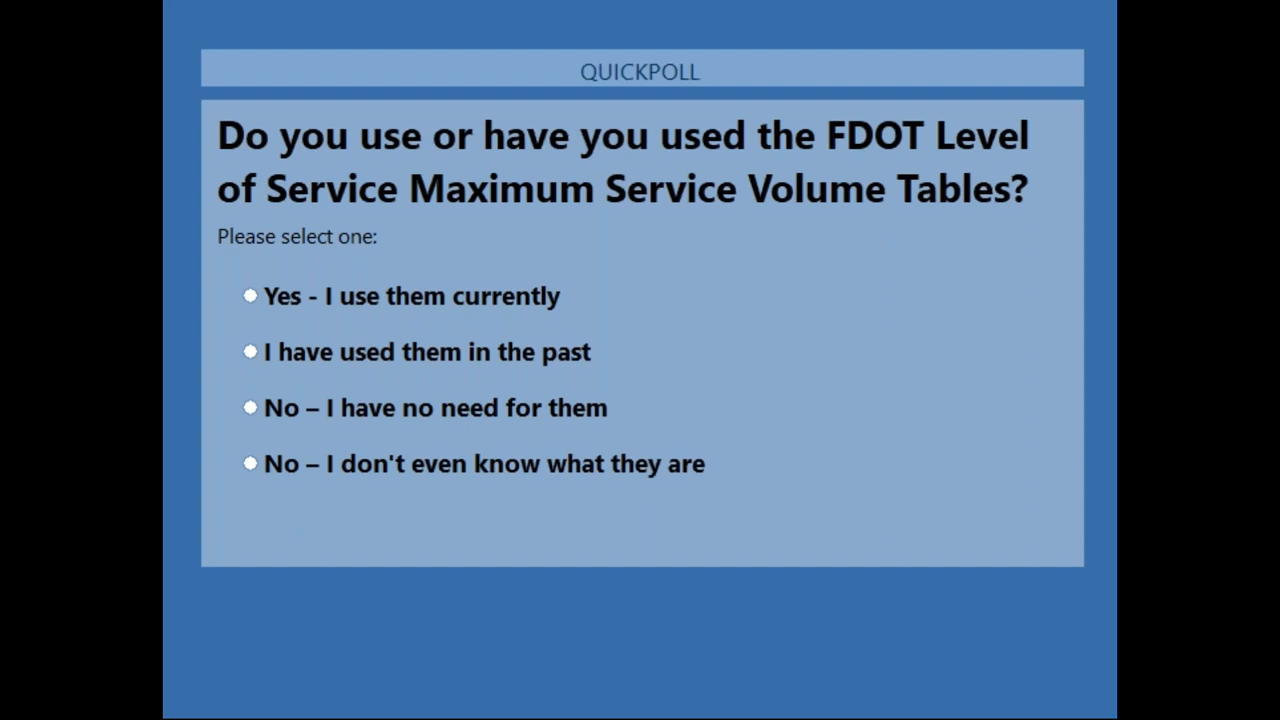 QUICKPOLL
Do you use or have you used the FDOT Level
of Service Maximum Service Volume Tables?
Please select one:
Yes - I use them currently
I have used them in the past
No – I have no need for them
No – I don't even know what they are